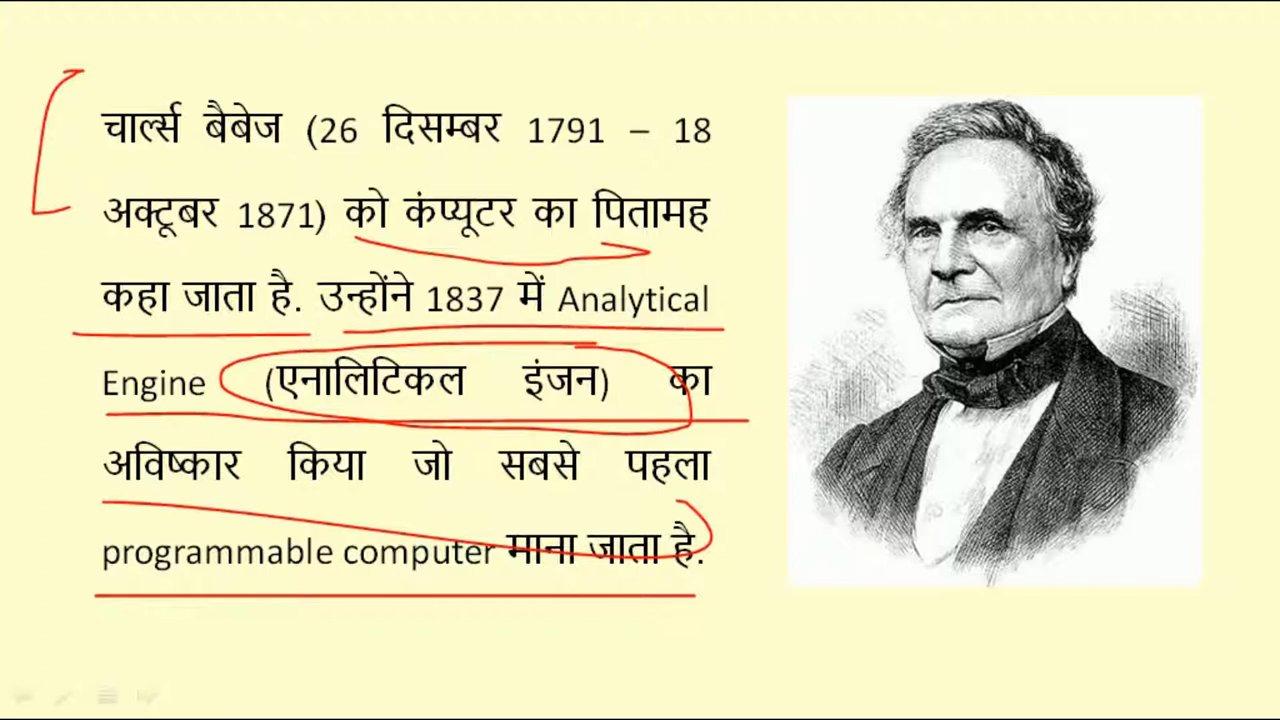 चार्ल्स बैबेज (26 दिसम्बर 1791 – 18
अक्टूबर 1871) को कंप्यूटर का पितामह
कहा जाता है. उन्होंने 1837 में Analytical
Engine (एनालिटिकल इंजन) का
अविष्कार किया जो सबसे पहला
programmable computer माना जाता है.